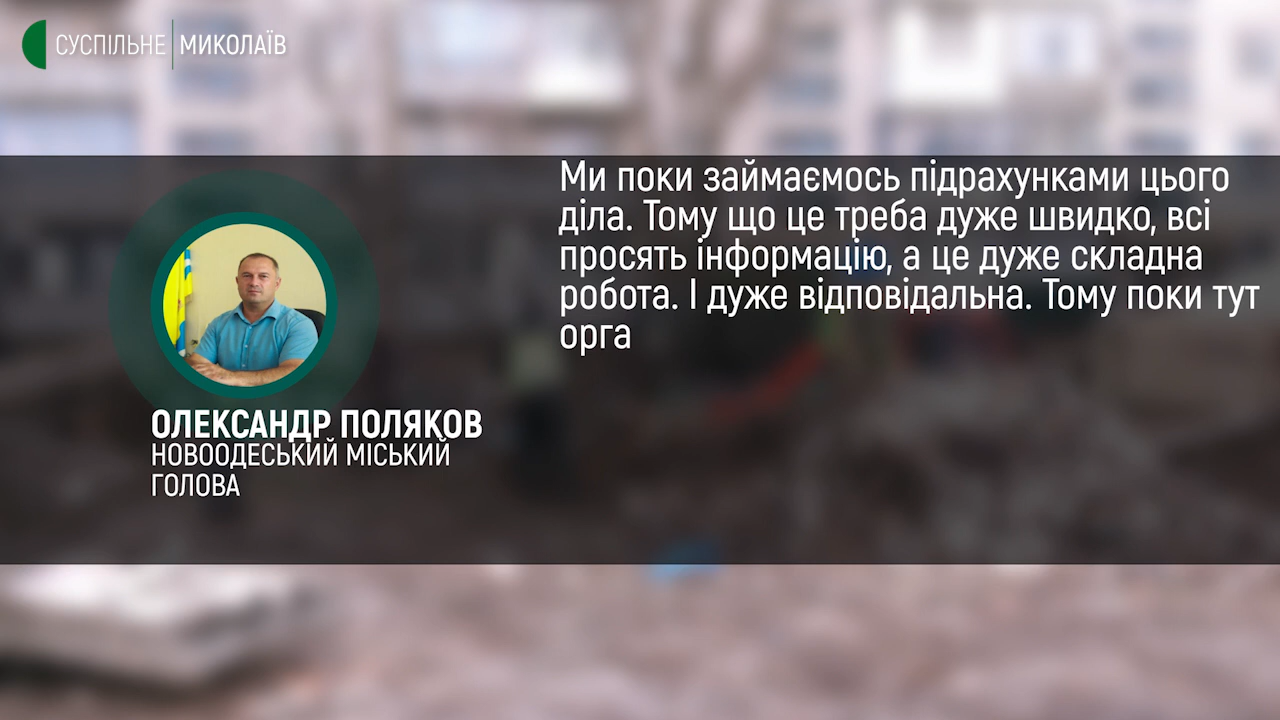 СУСПІЛЬНЕ МИКОЛАЇВ
Ми поки займаємось підрахунками цього
діла. Тому що це треба дуже швидко, всі
просять інформацію, а це дуже складна
робота. І дуже відповідальна. Тому поки тут
орга
ОЛЕКСАНДР ПОЛЯКОВ
НОВООДЕСЬКИЙ МІСЬКИЙ
ГОЛОВА